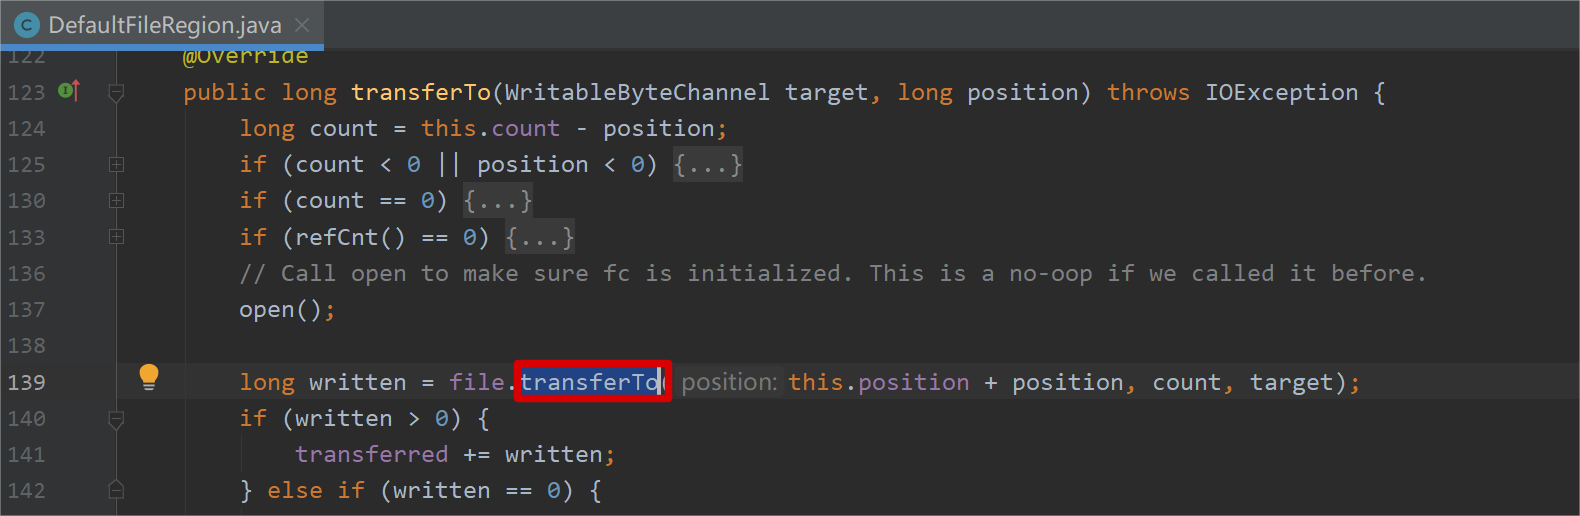 DefaultFileRegion.java
122 @Override
123 public long transferTo(WritableByteChannel target, long position) throws IOException {
124 long count = this.count - position;
125 if (count < 0 || position < 0) {...}
130 if (count == 0) {...}
133 if (refCnt() == 0) {...}
136 // Call open to make sure fc is initialized. This is a no-oop if we called it before.
137 open();
138
139 long written = file.transferTo( position: this.position + position, count, target);
140 if (written > 0) {
141 transferred += written;
142 } else if (written == 0) {